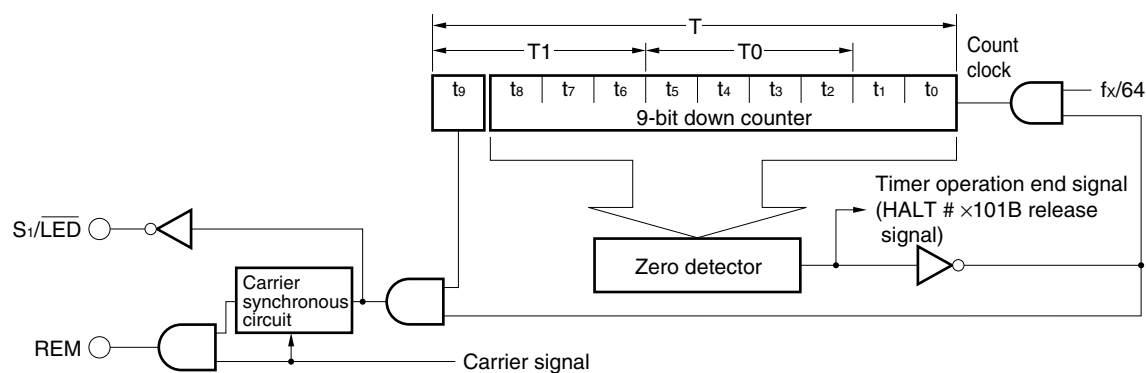 T
T1
T0
Count
clock
t9 t8 t7 t6 t5 t4 t3 t2 t1 t0
9-bit down counter
fX/64
Timer operation end signal
(HALT # ×101B release
signal)
S1/L̅E̅D̅
Zero detector
Carrier
synchronous
circuit
REM
Carrier signal